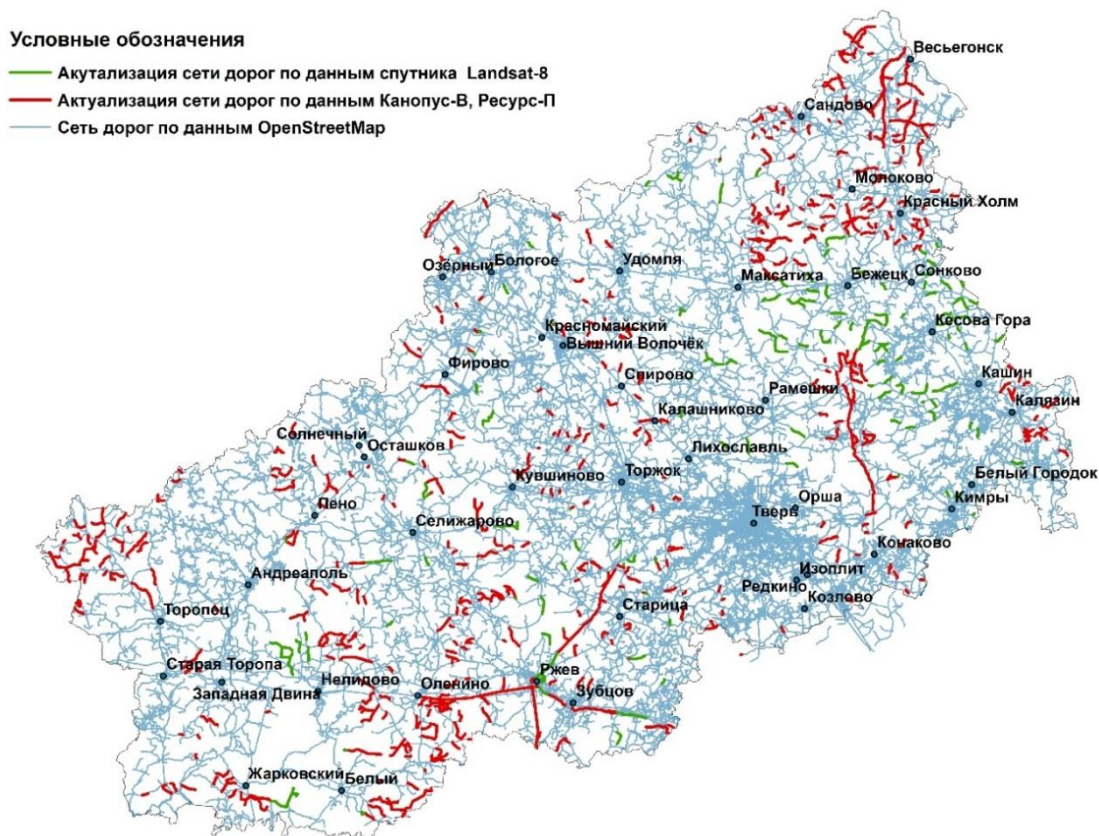 Условные обозначения
Акутализация сети дорог по данным спутника Landsat-8
Актуализация сети дорог по данным Канопус-В, Ресурс-П
Сеть дорог по данным OpenStreetMap
Весьегонск
Сандово
Молоково
Красный Холм
Озёрный
Бологое
Удомля
Максатиха
Бежецк
Сонково
Красномайский
Вышний Волочёк
Кесова Гора
Фирово
Спирово
Рамешки
Кашин
Калязин
Калашниково
Солнечный
Осташков
Лихославль
Кувшиново
Торжок
Белый Городок
Пено
Орша
Кимры
Селижарово
Тверь
Конаково
Андреаполь
Изоплит
Редкино
Торопец
Старица
Козлово
Старая Торопа
Ржев
Западная Двина
Нелидово
Оленино
Зубцов
Жарковский
Белый